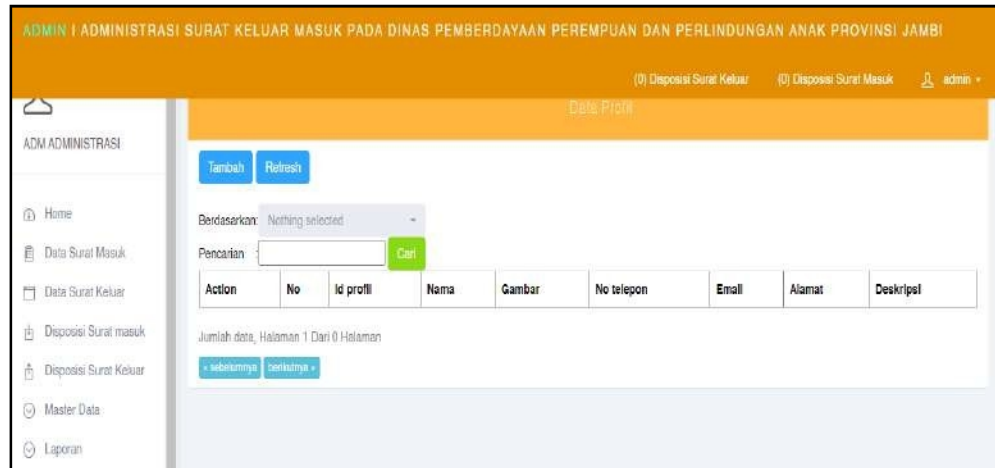 ADMIN I ADMINISTRASI SURAT KELUAR MASUK PADA DINAS PEMBERDAYAAN PEREMPUAN DAN PERLINDUNGAN ANAK PROVINSI JAMBI
(0) Disposisi Surat Keluar (0) Disposisi Surat Masuk admin
Data Profil
ADM ADMINISTRASI
Tambah Refresh
Home
Data Surat Masuk
Data Surat Keluar
Disposisi Surat masuk
Disposisi Surat Keluar
Master Data
Laporan
Berdasarkan: Nothing selected
Pencarian : Cari
Action No Id profil Nama Gambar No telepon Email Alamat Deskripsi
Jumlah data, Halaman 1 Dari 0 Halaman
« sebelumnya berikutnya »